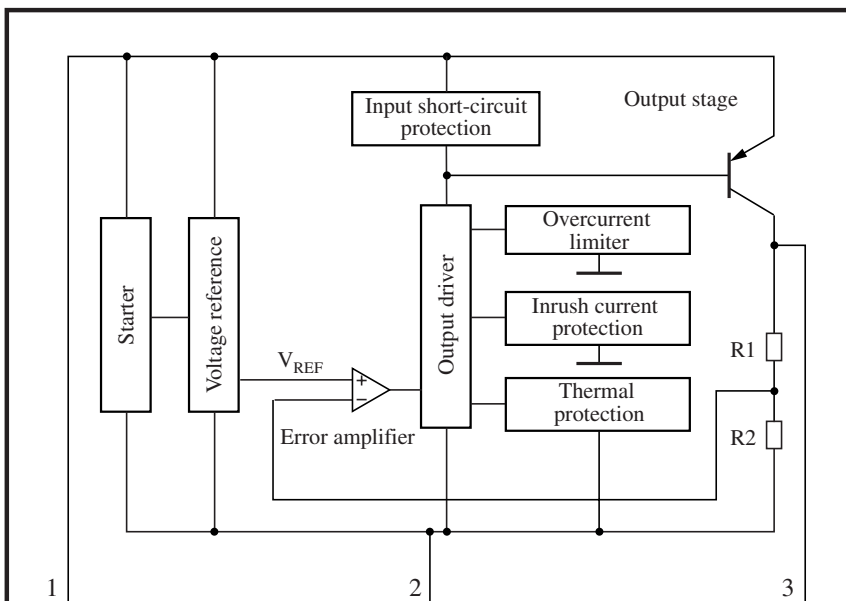 Input short-circuit
protection
Output stage
Starter
Voltage reference
Output driver
Overcurrent
limiter
Inrush current
protection
Thermal
protection
VREF
+
−
Error amplifier
R1
R2
1
2
3